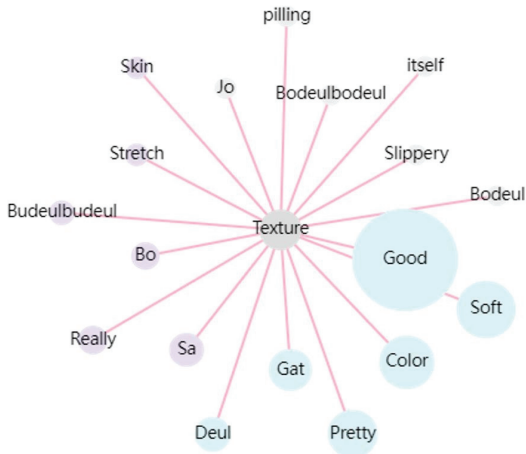 pilling
Skin
itself
Jo
Bodeulbodeul
Stretch
Slippery
Bodeul
Budeulbudeul
Texture
Bo
Good
Soft
Really
Sa
Gat
Color
Deul
Pretty